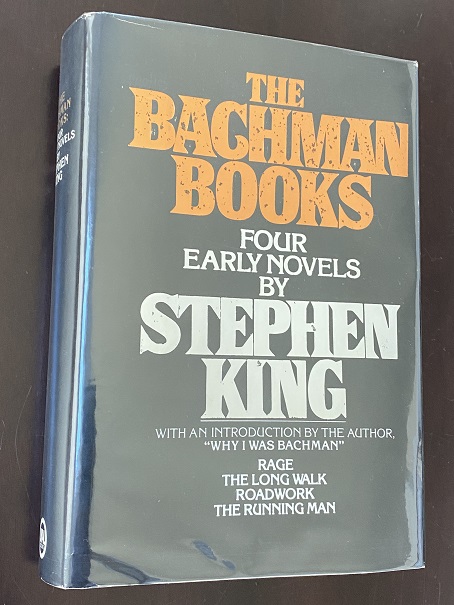 THE
BACHMAN
BOOKS
FOUR
EARLY NOVELS
BY
STEPHEN
KING
WITH AN INTRODUCTION BY THE AUTHOR,
"WHY I WAS BACHMAN"
RAGE
THE LONG WALK
ROADWORK
THE RUNNING MAN